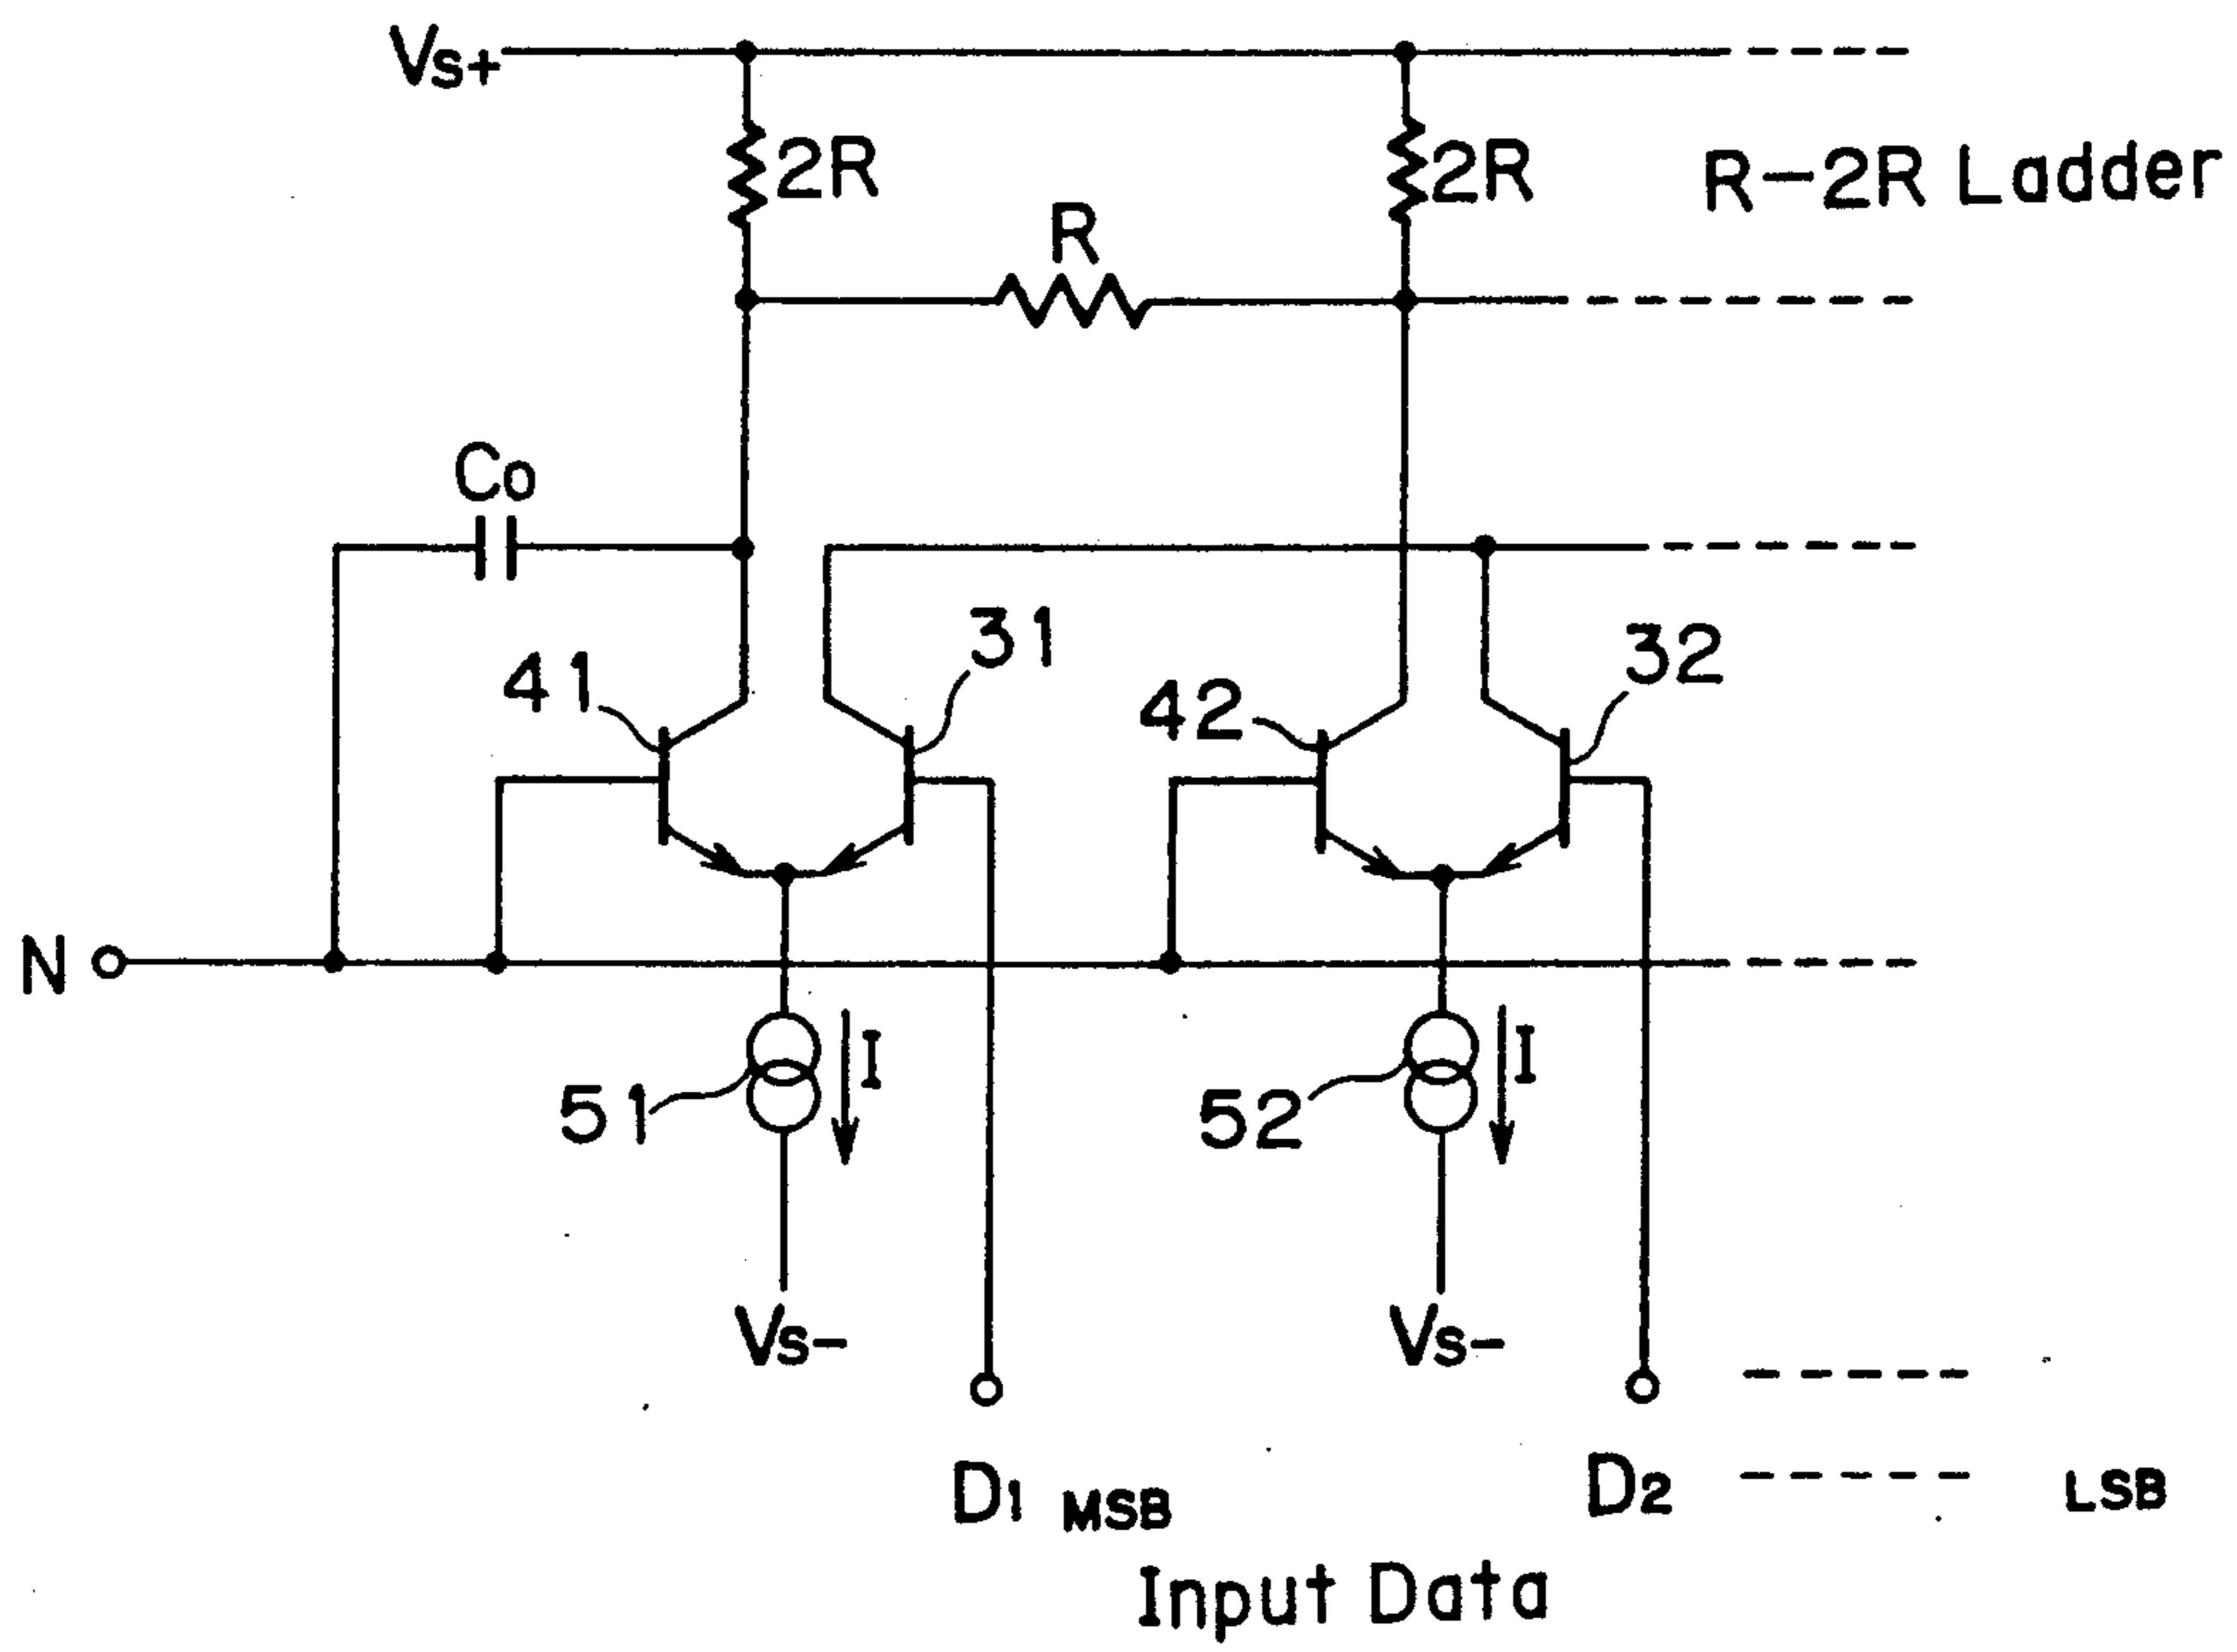 Vs+
2R
2R
R-2R Ladder
R
Co
31
32
41
42
N
I
I
51
52
Vs-
Vs-
D1 MSB
D2
LSB
Input Data